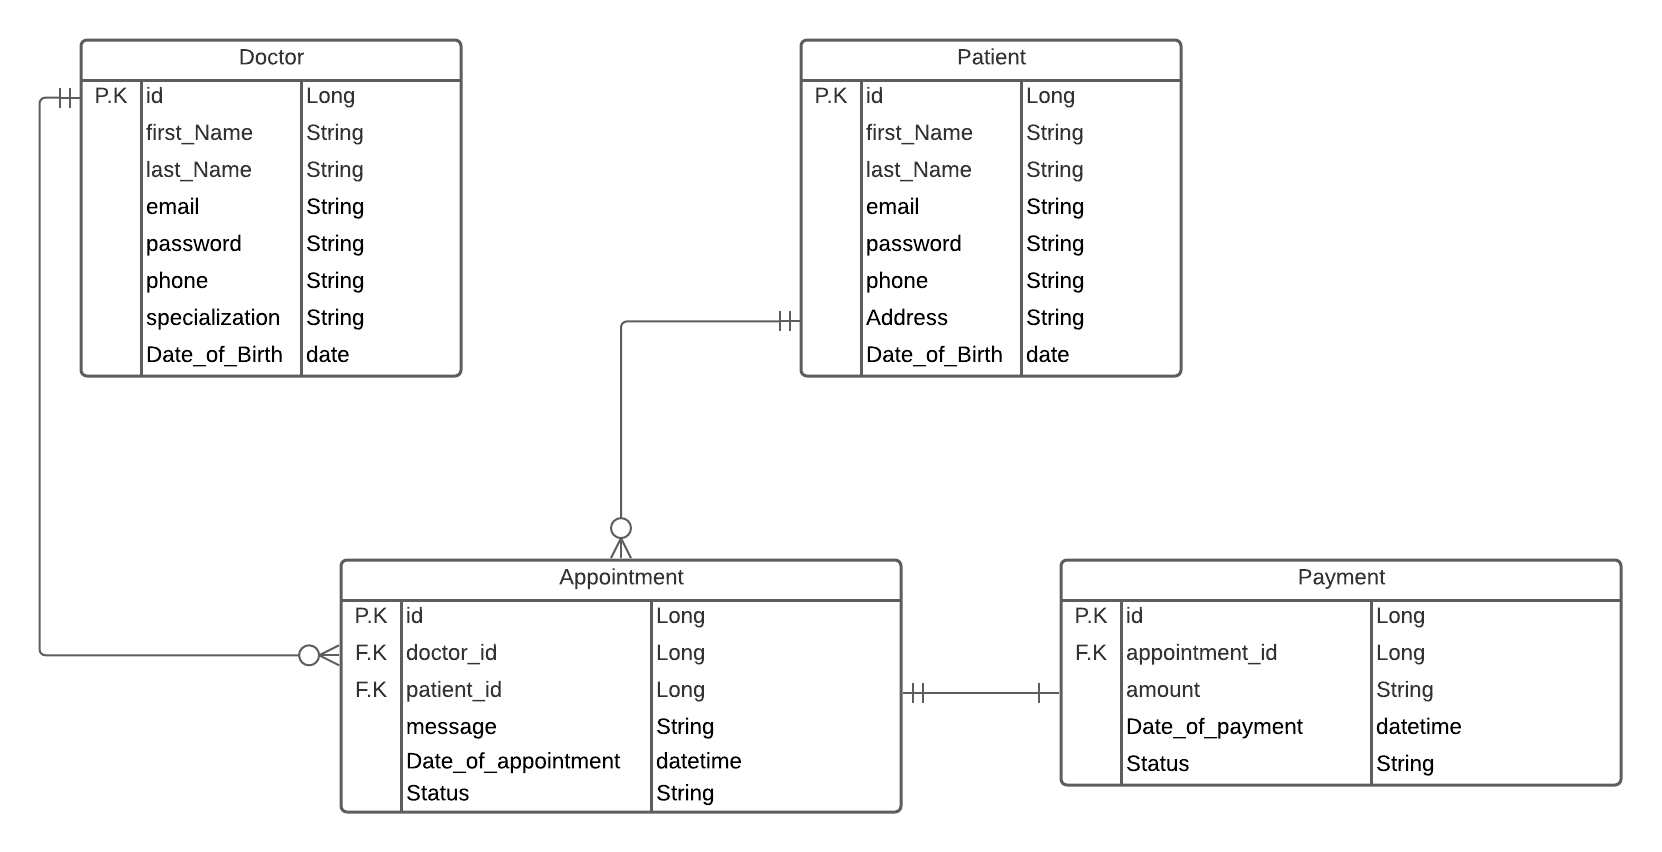 Doctor
P.K id Long
first_Name String
last_Name String
email String
password String
phone String
specialization String
Date_of_Birth date
Patient
P.K id Long
first_Name String
last_Name String
email String
password String
phone String
Address String
Date_of_Birth date
Appointment
P.K id Long
F.K doctor_id Long
F.K patient_id Long
message String
Date_of_appointment datetime
Status String
Payment
P.K id Long
F.K appointment_id Long
amount String
Date_of_payment datetime
Status String